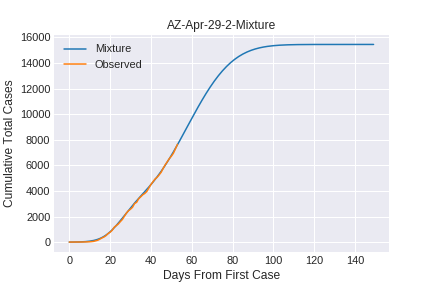 AZ-Apr-29-2-Mixture
Cumulative Total Cases
16000
14000
12000
10000
8000
6000
4000
2000
0
Mixture
Observed
0 20 40 60 80 100 120 140
Days From First Case